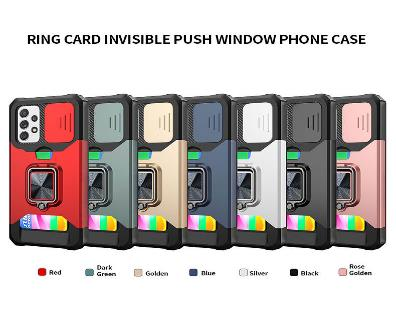 RING CARD INVISIBLE PUSH WINDOW PHONE CASE
Red
Dark
Green
Golden
Blue
Silver
Black
Rose
Golden